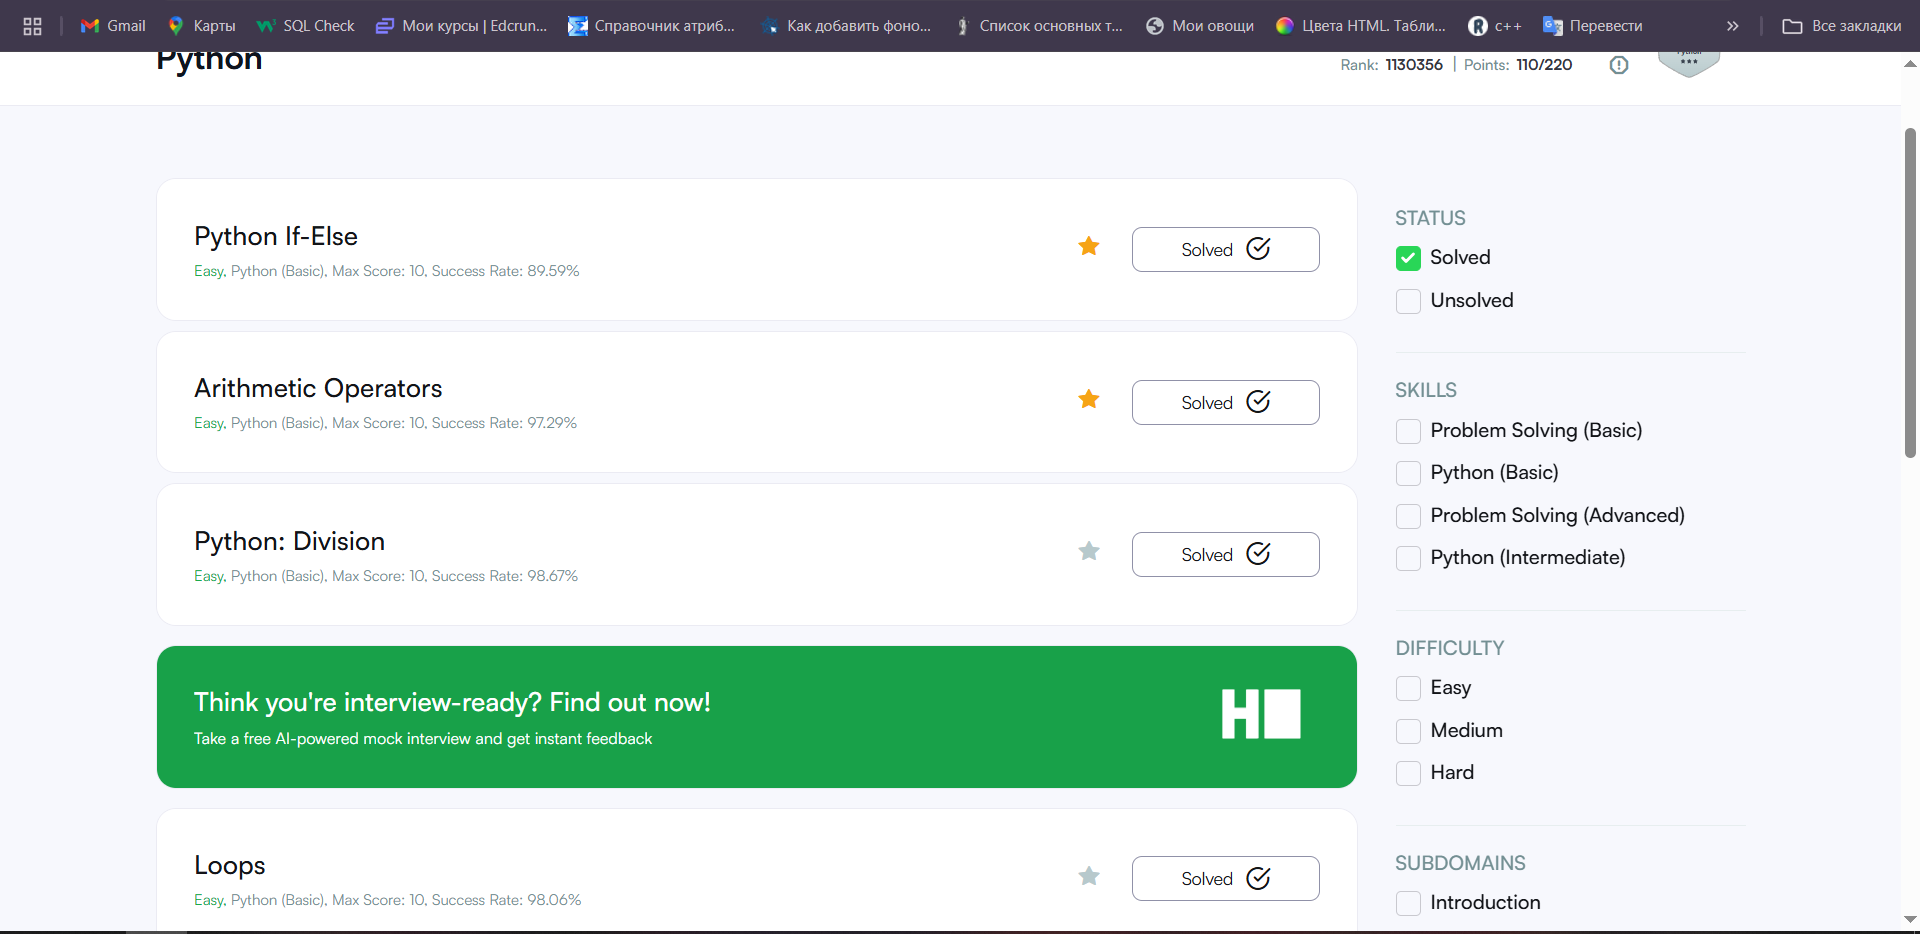 Gmail Карты SQL Check Мои курсы | Edcrun... Справочник атриб... Как добавить фоно... Список основных т... Мои овощи Цвета HTML. Табли... c++ Перевести » Все закладки
Python
Rank: 1130356 | Points: 110/220
Python If-Else
Easy, Python (Basic), Max Score: 10, Success Rate: 89.59%
Solved
Arithmetic Operators
Easy, Python (Basic), Max Score: 10, Success Rate: 97.29%
Solved
Python: Division
Easy, Python (Basic), Max Score: 10, Success Rate: 98.67%
Solved
Think you're interview-ready? Find out now!
Take a free AI-powered mock interview and get instant feedback
H
Loops
Easy, Python (Basic), Max Score: 10, Success Rate: 98.06%
Solved
STATUS
Solved
Unsolved
SKILLS
Problem Solving (Basic)
Python (Basic)
Problem Solving (Advanced)
Python (Intermediate)
DIFFICULTY
Easy
Medium
Hard
SUBDOMAINS
Introduction